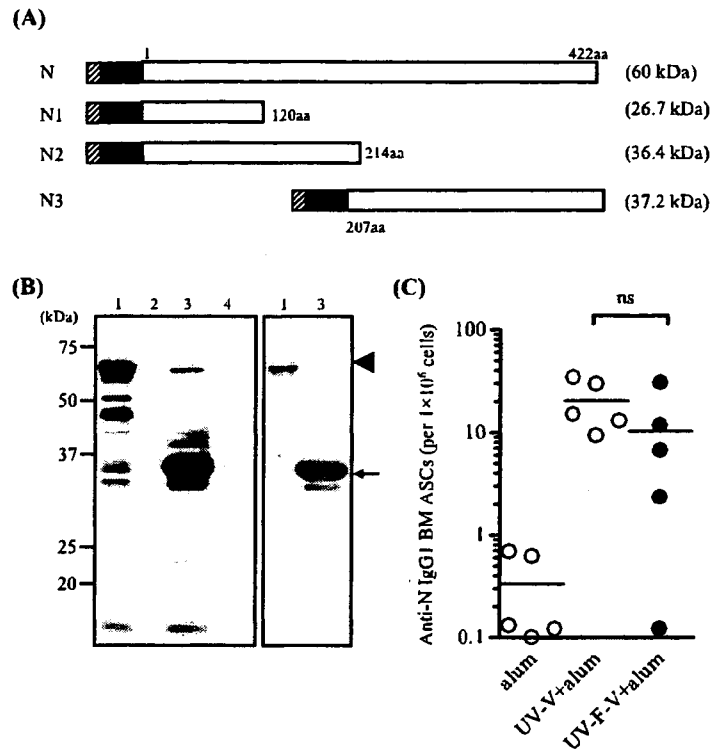 (A)
1 422aa
N (60 kDa)
N1 120aa (26.7 kDa)
N2 214aa (36.4 kDa)
N3 (37.2 kDa)
207aa
(B)
(kDa) 1 2 3 4 1 3
75
50
37
25
20
(C)
ns
Anti-N IgG1 BM ASCs (per 1×10⁶ cells)
100
10
1
0.1
alum
UV-V+alum
UV-F-V+alum